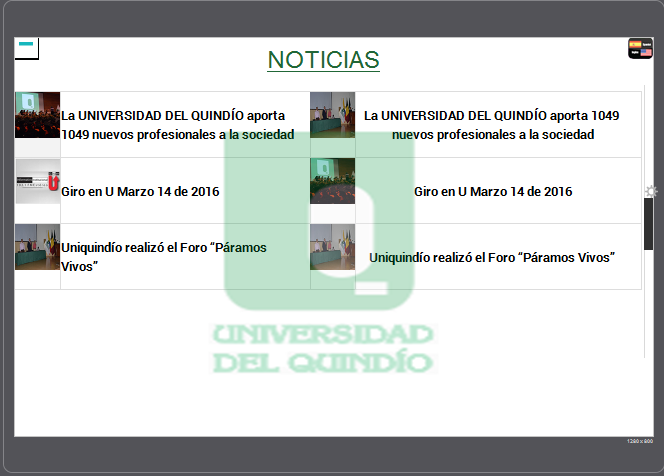 NOTICIAS
La UNIVERSIDAD DEL QUINDÍO aporta
1049 nuevos profesionales a la sociedad
La UNIVERSIDAD DEL QUINDÍO aporta 1049
nuevos profesionales a la sociedad
Giro en U Marzo 14 de 2016
Giro en U Marzo 14 de 2016
Uniquindío realizó el Foro “Páramos
Vivos”
Uniquindío realizó el Foro “Páramos Vivos”
UNIVERSIDAD
DEL QUINDÍO
1280 x 800